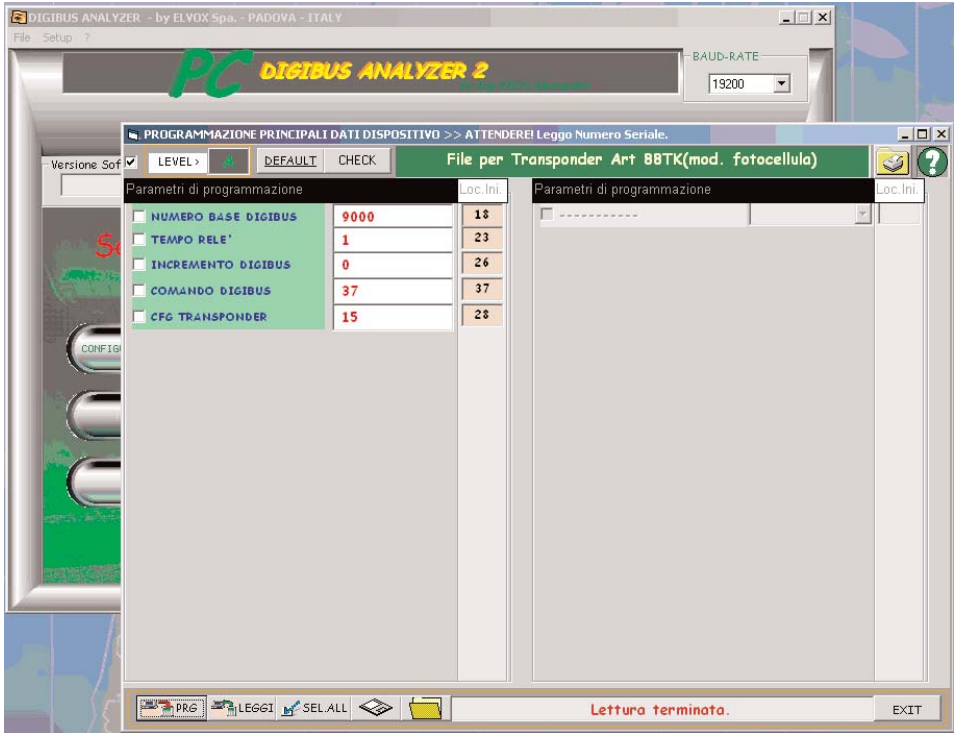 DIGIBUS ANALYZER - by ELVOX Spa. - PADOVA - ITALY
File Setup ?
PC DIGIBUS ANALYZER 2
BAUD-RATE
19200
PROGRAMMAZIONE PRINCIPALI DATI DISPOSITIVO >> ATTENDERE! Leggo Numero Seriale.
Versione Sof
LEVEL> A DEFAULT CHECK File per Transponder Art 88TK(mod. fotocellula)
Parametri di programmazione Loc.Ini. Parametri di programmazione Loc.Ini.
NUMERO BASE DIGIBUS 9000 18 -----------
TEMPO RELE' 1 23
INCREMENTO DIGIBUS 0 26
COMANDO DIGIBUS 37 37
CFG TRANSPONDER 15 28
Se
CONFIG
PRG LEGGI SEL.ALL Lettura terminata. EXIT